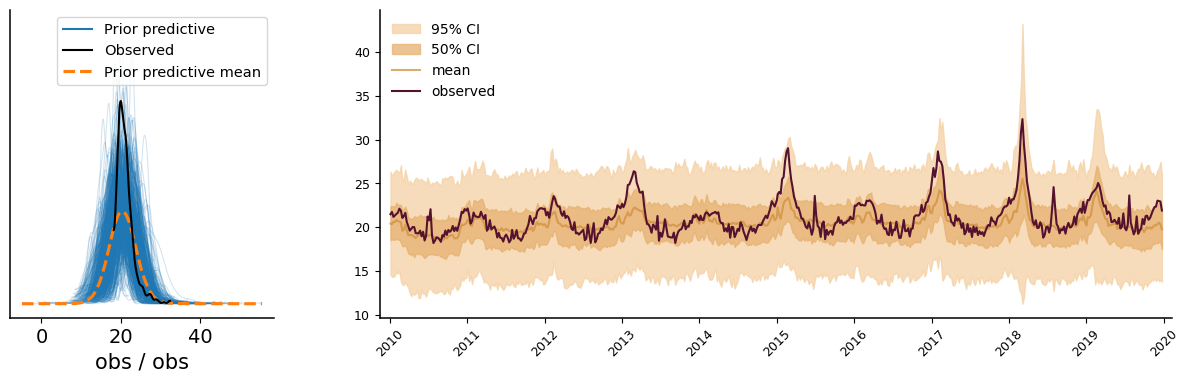 Prior predictive
Observed
Prior predictive mean
0 20 40
obs / obs
95% CI
50% CI
mean
observed
40
35
30
25
20
15
10
2010 2011 2012 2013 2014 2015 2016 2017 2018 2019 2020